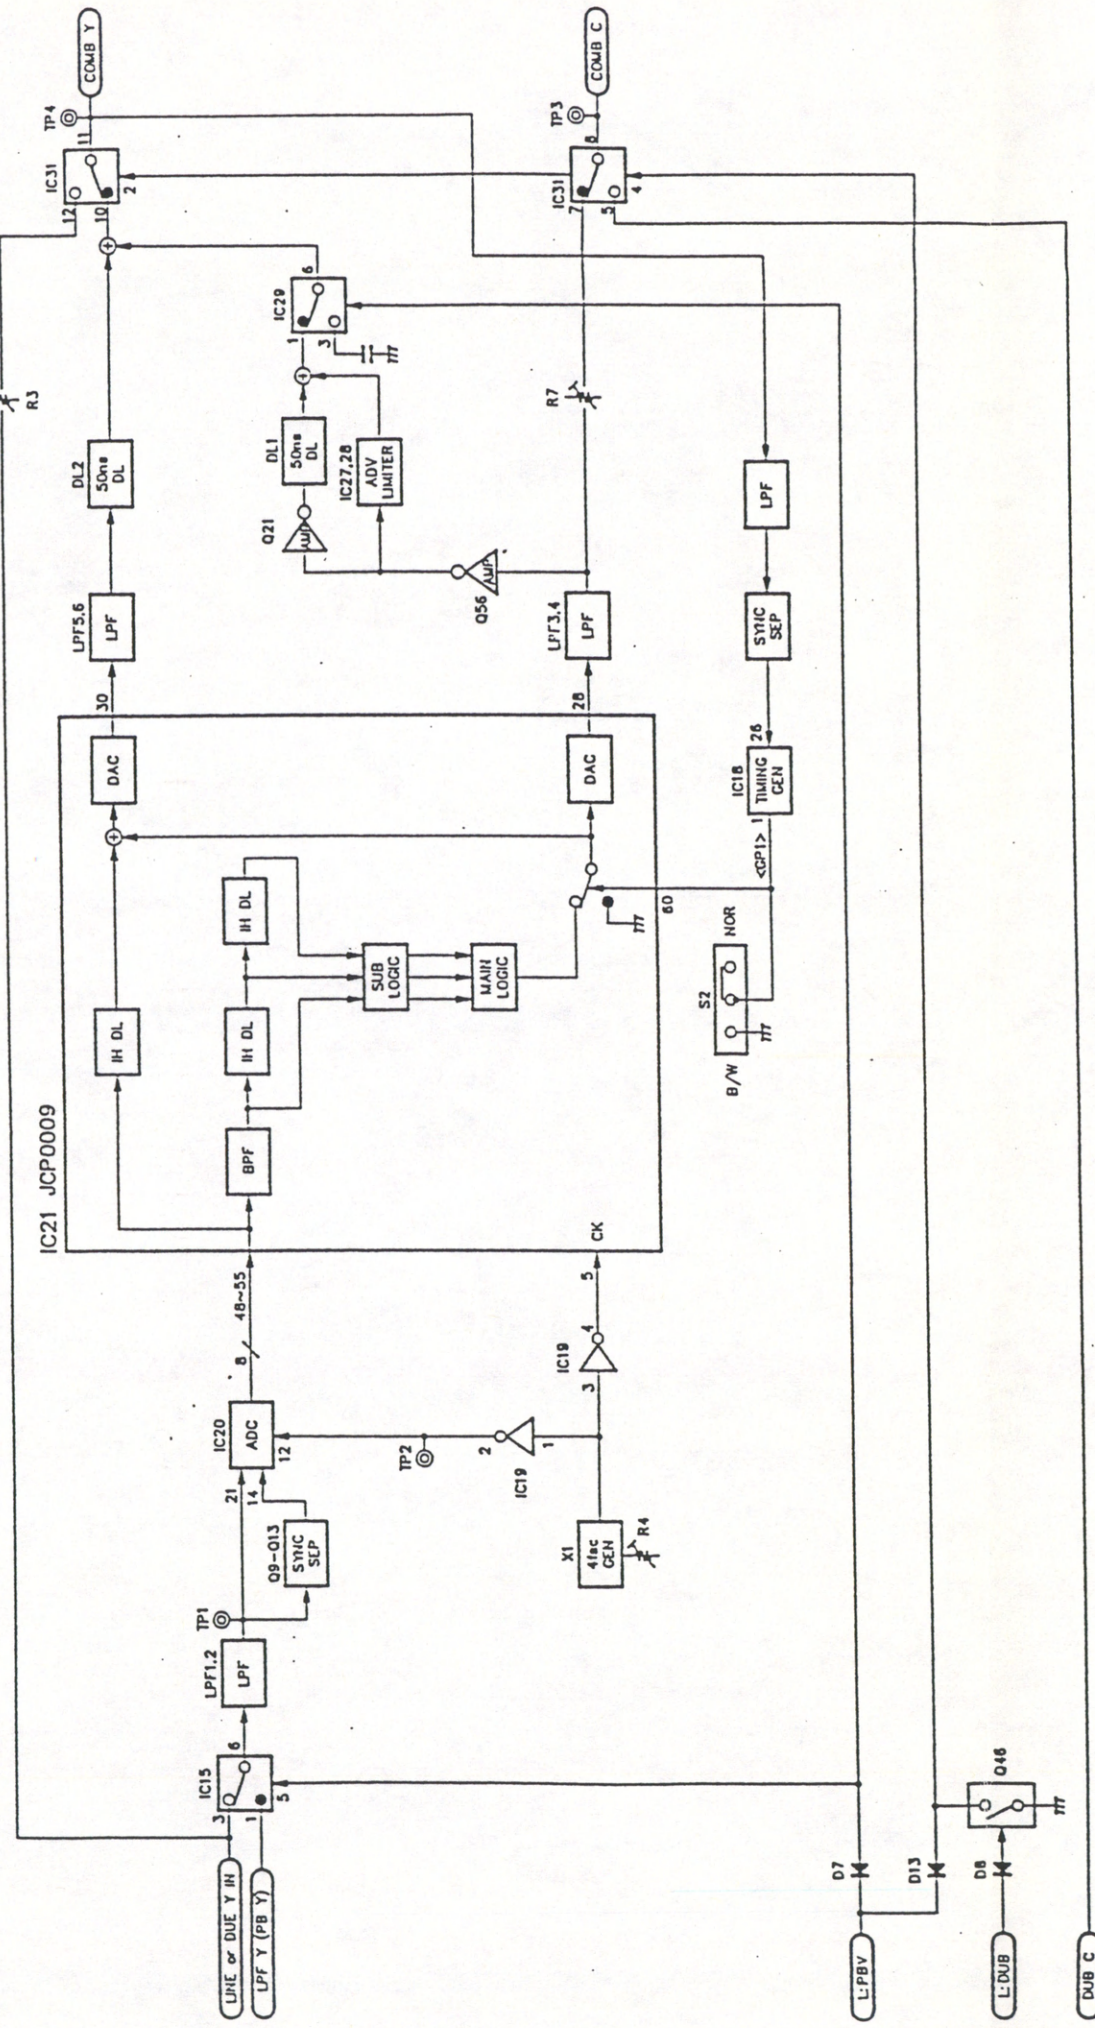 LINE or DUE Y IN
LPF Y (PB Y)
IC15
3
1
5
6
LPF1,2
LPF
TP1
Q9-Q13
SYNC
SEP
21
14
IC20
ADC
12
8
48~55
TP2
2
IC19
1
X1
4fsc
GEN
R4
IC19
3
4
5
CK
IC21 JCP0009
1H DL
BPF
1H DL
1H DL
SUB
LOGIC
MAIN
LOGIC
DAC
30
DAC
28
60
LPF5,6
LPF
DL2
50ns
DL
R3
IC31
12
10
2
11
TP4
COMB Y
Q21
AMP
DL1
50ns
DL
IC27,28
ADV
LIMITER
IC29
1
3
6
Q56
AMP
LPF3,4
LPF
R7
IC31
7
5
4
8
TP3
COMB C
LPF
SYNC
SEP
26
IC18
TIMING
GEN
1
<GP1>
S2
NOR
B/W
L:PBV
D7
D13
D8
Q46
L:DUB
DUB C